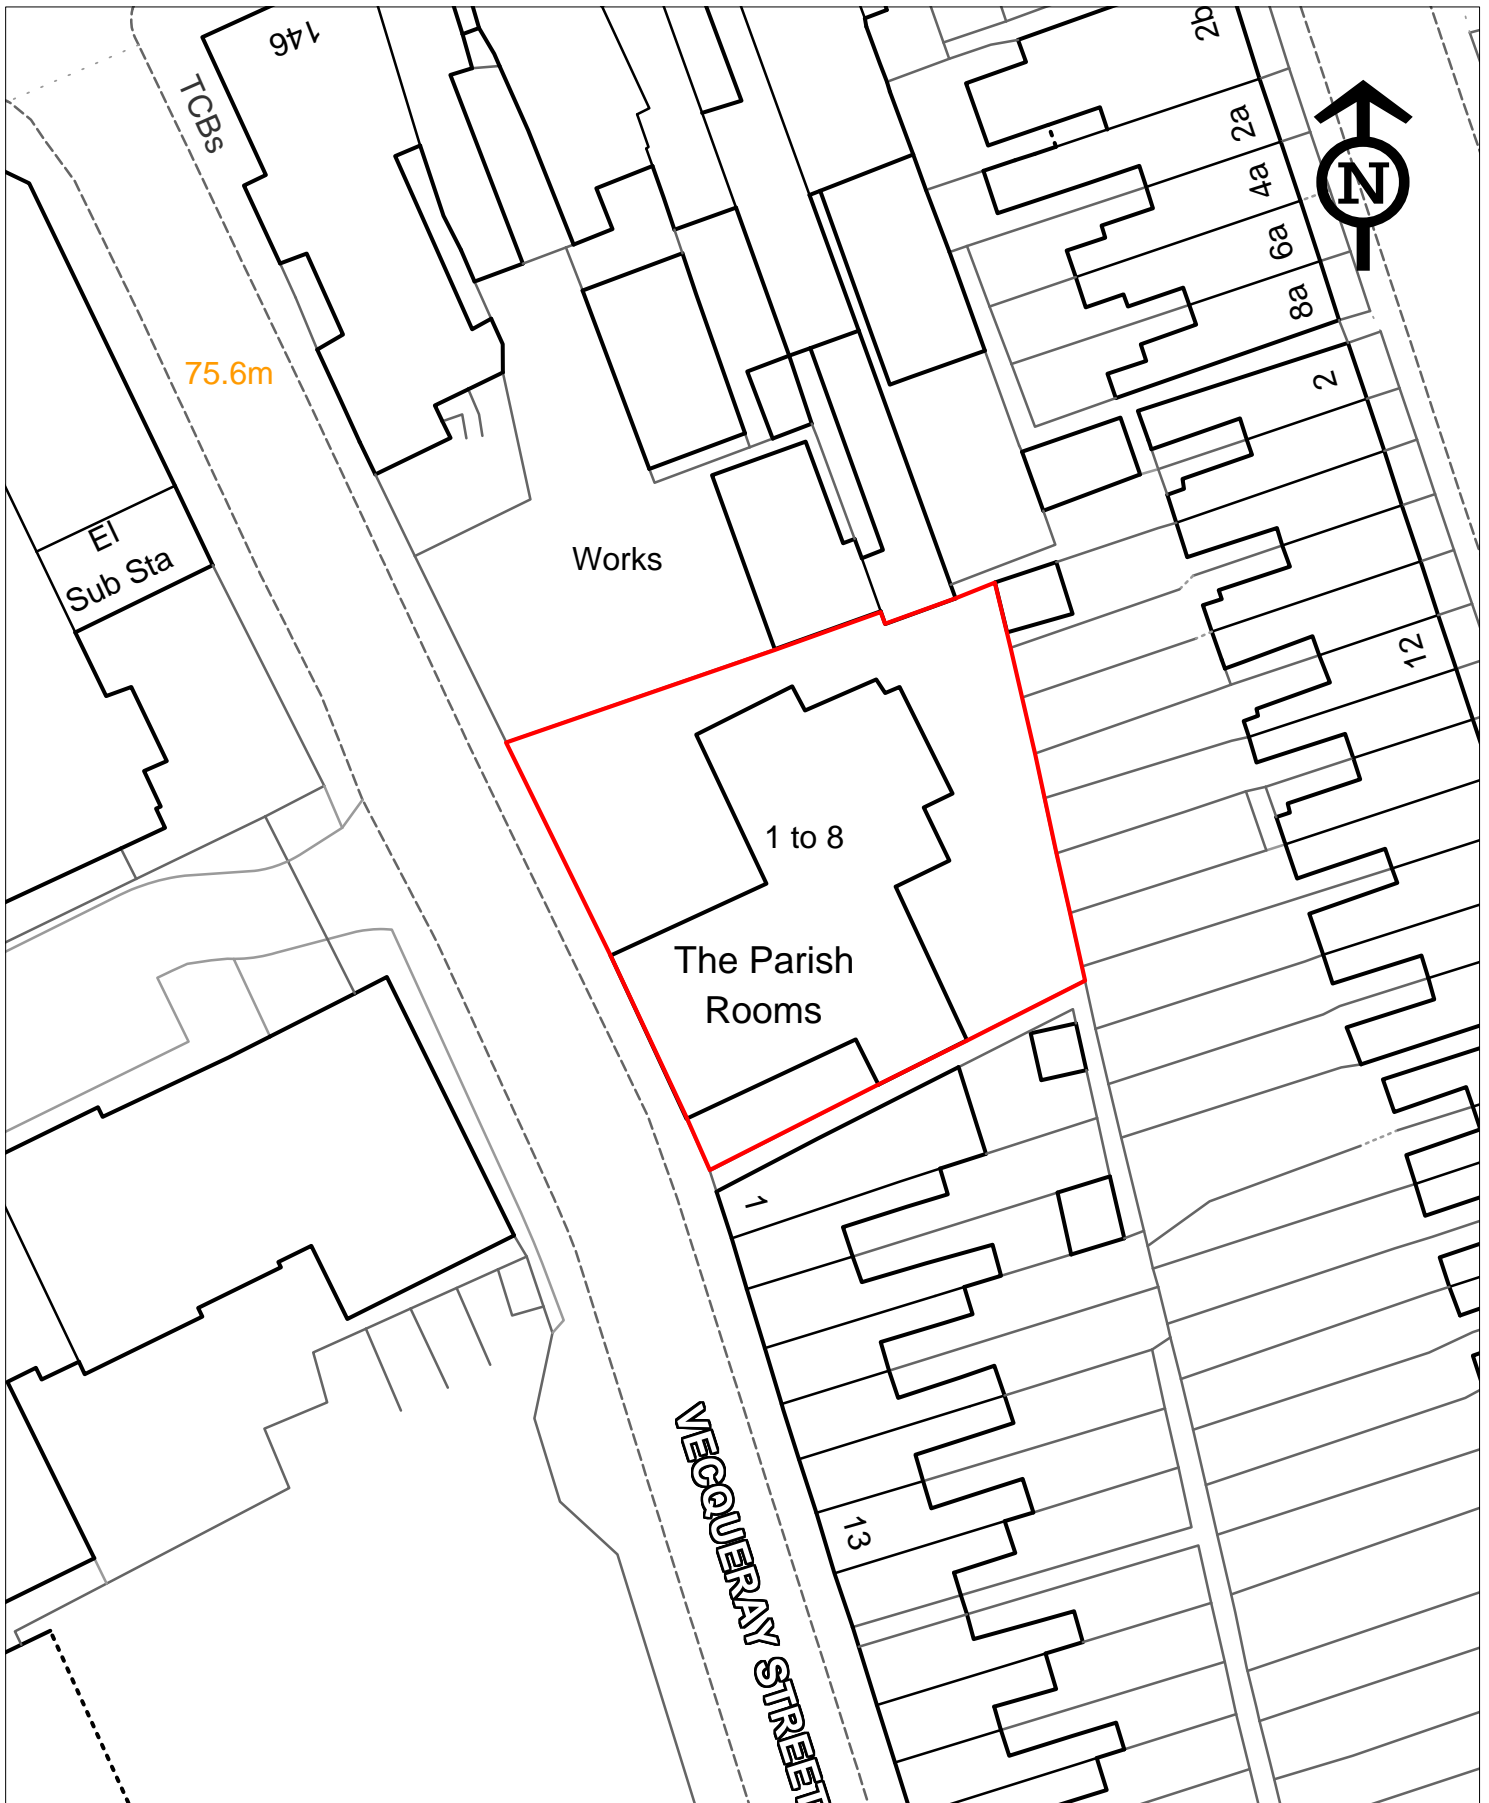 146
TCBs
2b
2a
4a
6a
8a
N
75.6m
2
El
Sub Sta
Works
12
1 to 8
The Parish
Rooms
1
13
VECQUERAY STREET